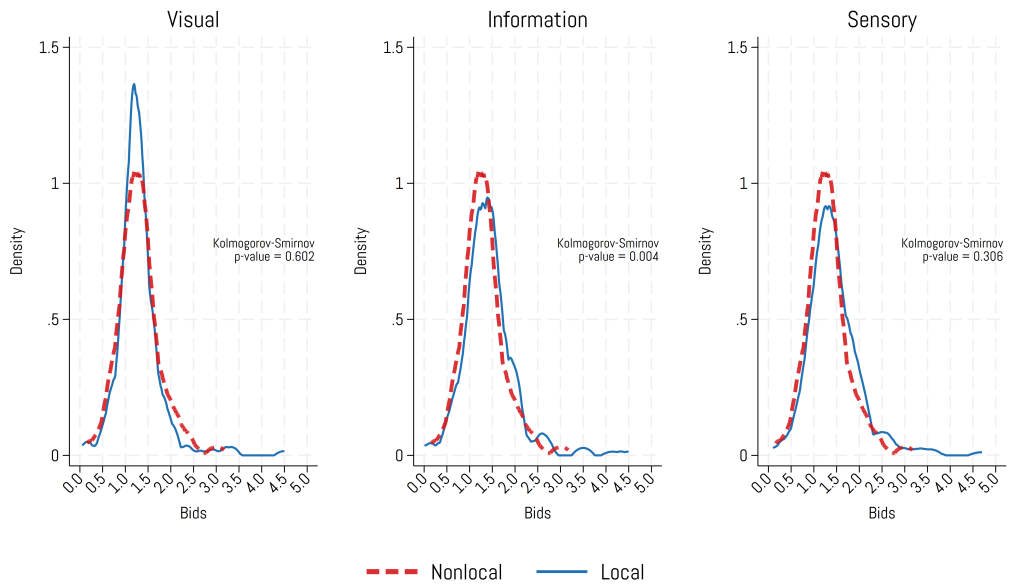 Visual
Information
Sensory
1.5
1
.5
0
Density
Kolmogorov-Smirnov
p-value = 0.602
0.0 0.5 1.0 1.5 2.0 2.5 3.0 3.5 4.0 4.5 5.0
Bids
1.5
1
.5
0
Density
Kolmogorov-Smirnov
p-value = 0.004
0.0 0.5 1.0 1.5 2.0 2.5 3.0 3.5 4.0 4.5 5.0
Bids
1.5
1
.5
0
Density
Kolmogorov-Smirnov
p-value = 0.306
0.0 0.5 1.0 1.5 2.0 2.5 3.0 3.5 4.0 4.5 5.0
Bids
Nonlocal Local